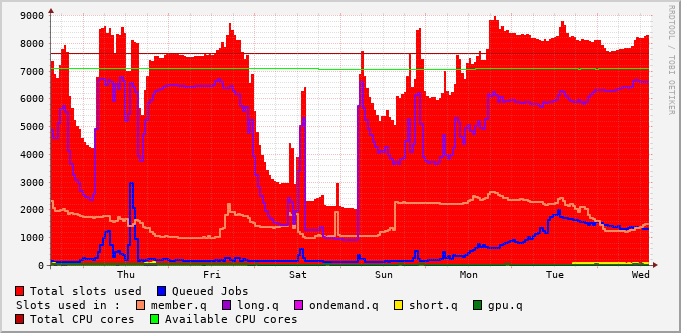 RRDTOOL / TOBI OETIKER
9000
8000
7000
6000
5000
4000
3000
2000
1000
0
Thu Fri Sat Sun Mon Tue Wed
Total slots used Queued Jobs
Slots used in : member.q long.q ondemand.q short.q gpu.q
Total CPU cores Available CPU cores